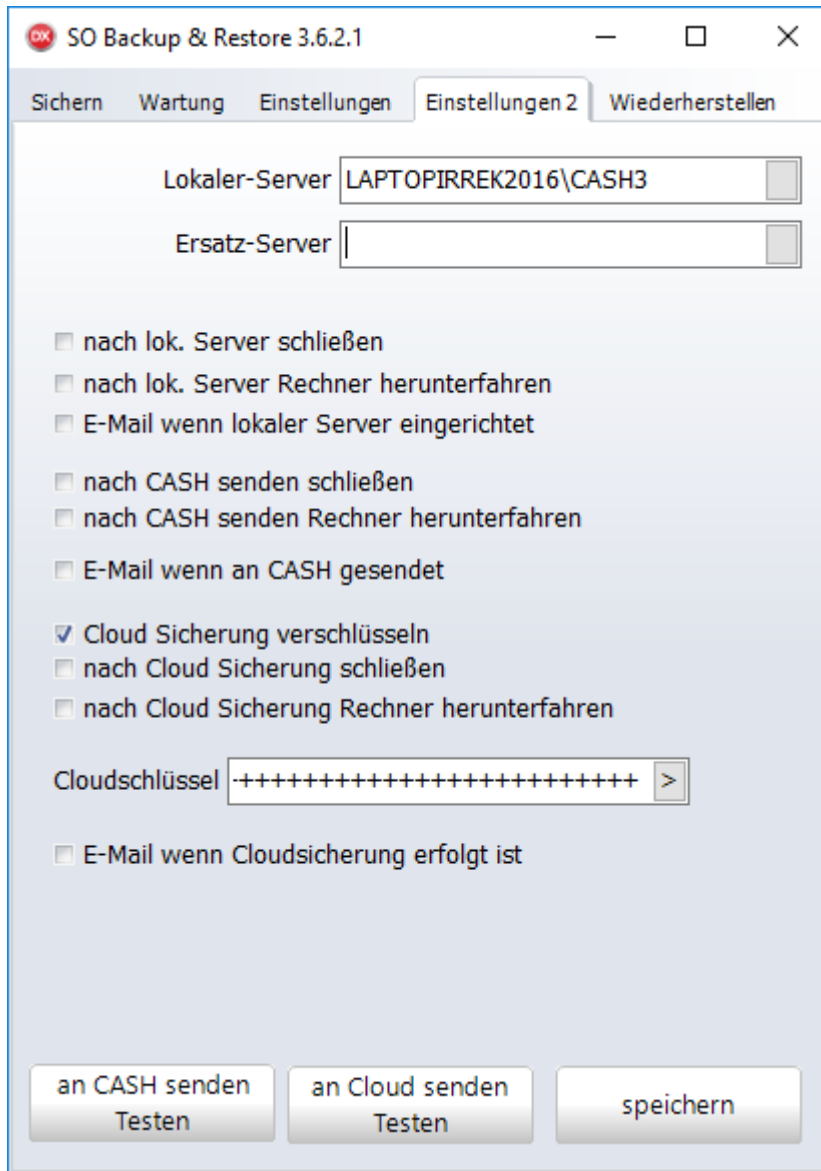 DX SO Backup & Restore 3.6.2.1
Sichern Wartung Einstellungen Einstellungen 2 Wiederherstellen
Lokaler-Server LAPTOPIRREK2016\CASH3
Ersatz-Server
nach lok. Server schließen
nach lok. Server Rechner herunterfahren
E-Mail wenn lokaler Server eingerichtet
nach CASH senden schließen
nach CASH senden Rechner herunterfahren
E-Mail wenn an CASH gesendet
Cloud Sicherung verschlüsseln
nach Cloud Sicherung schließen
nach Cloud Sicherung Rechner herunterfahren
Cloudschlüssel -+++++++++++++++++++++++++ >
E-Mail wenn Cloudsicherung erfolgt ist
an CASH senden
Testen
an Cloud senden
Testen
speichern